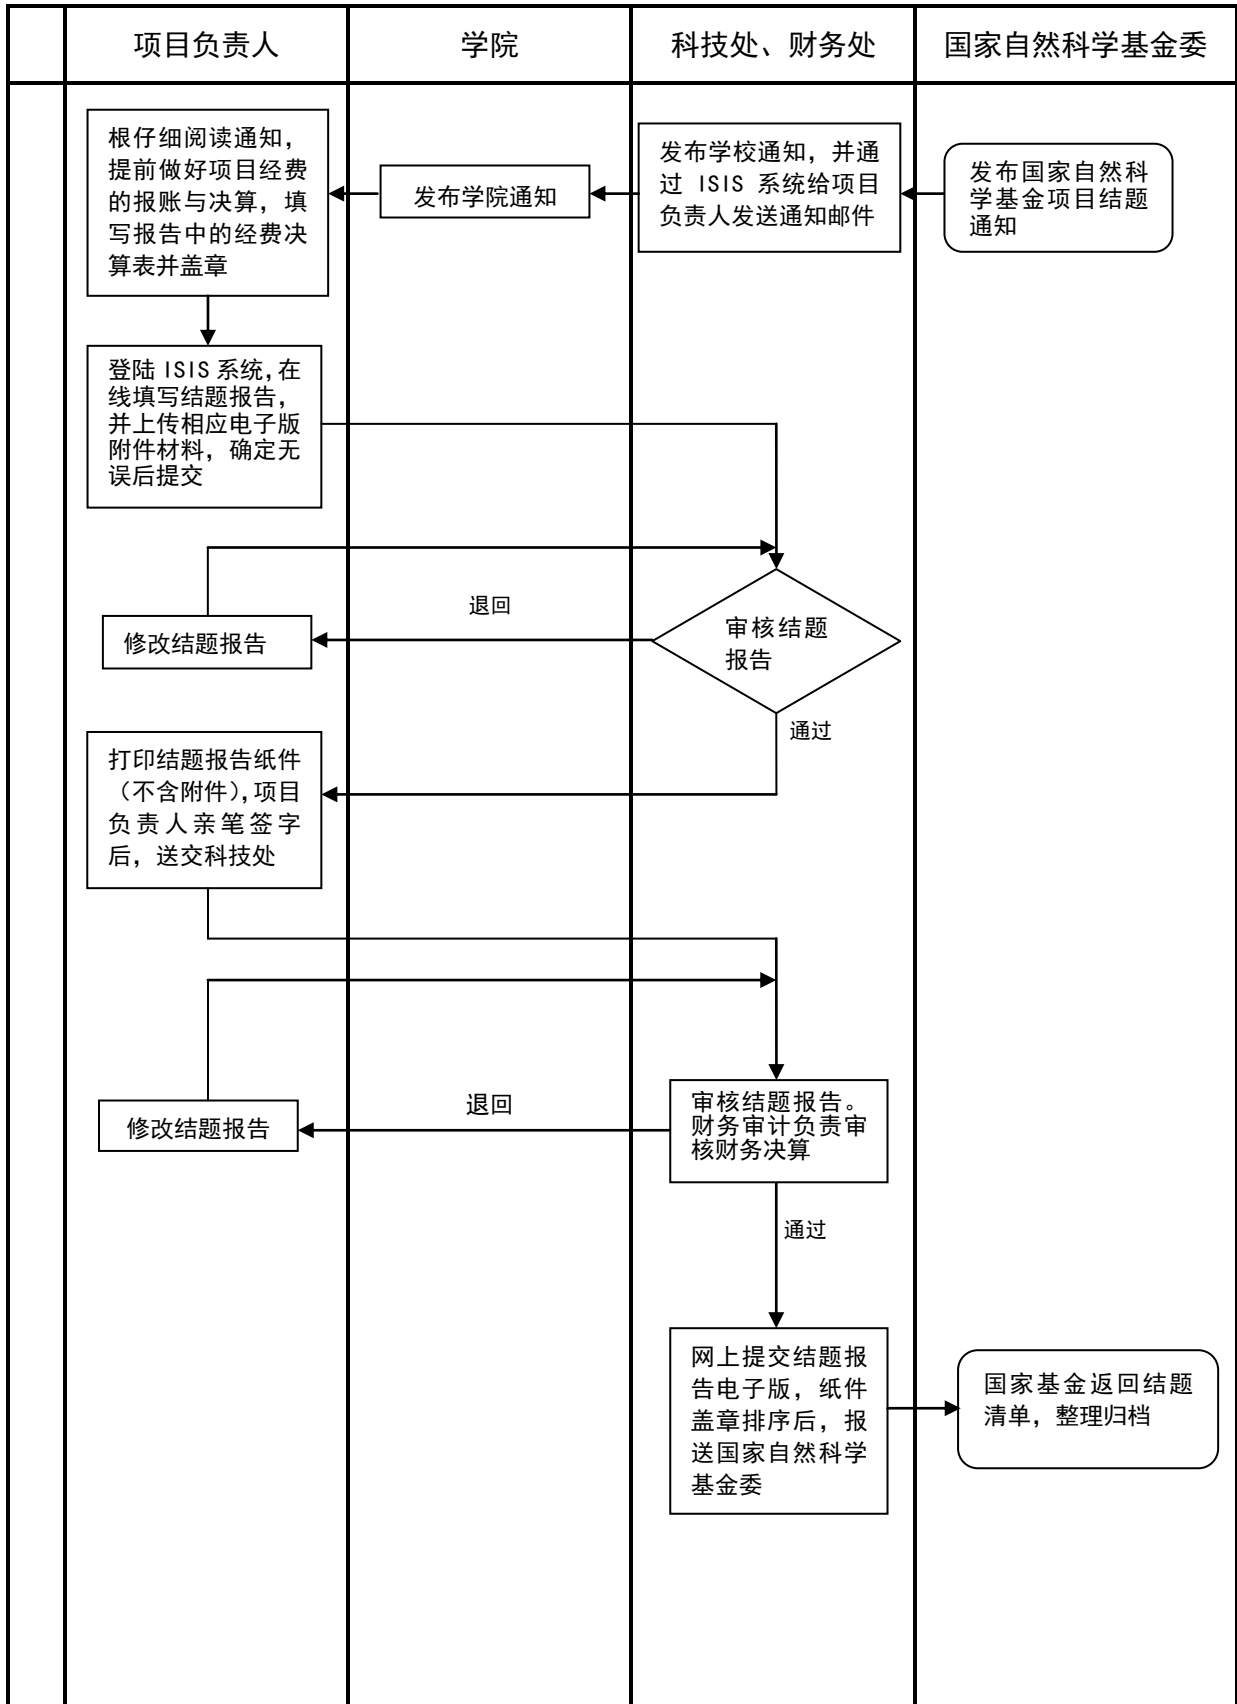 项目负责人
学院
科技处、财务处
国家自然科学基金委
根仔细阅读通知，
提前做好项目经费
的报账与决算，填
写报告中的经费决
算表并盖章
发布学院通知
发布学校通知，并通
过 ISIS 系统给项目
负责人发送通知邮件
发布国家自然科
学基金项目结题
通知
登陆 ISIS 系统，在
线填写结题报告，
并上传相应电子版
附件材料，确定无
误后提交
退回
修改结题报告
审核结题
报告
通过
打印结题报告纸件
（不含附件），项目
负责人亲笔签字
后，送交科技处
退回
修改结题报告
审核结题报告。
财务审计负责审
核财务决算
通过
网上提交结题报
告电子版，纸件
盖章排序后，报
送国家自然科学
基金委
国家基金返回结题
清单，整理归档